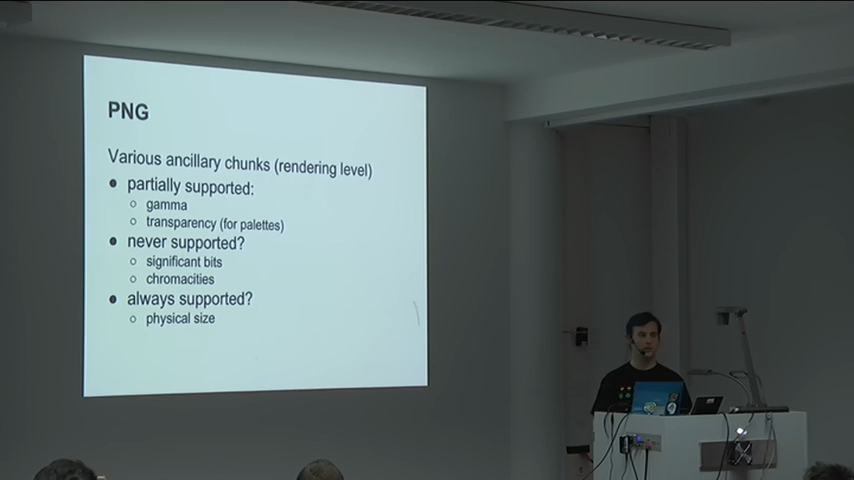 PNG
Various ancillary chunks (rendering level)
● partially supported:
○ gamma
○ transparency (for palettes)
● never supported?
○ significant bits
○ chromacities
● always supported?
○ physical size